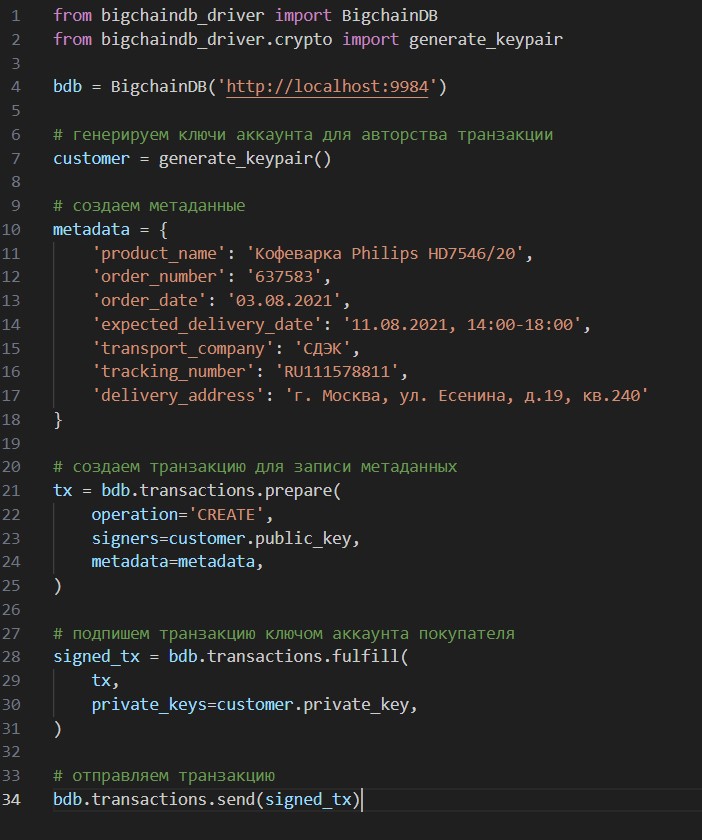 1 from bigchaindb_driver import BigchainDB
2 from bigchaindb_driver.crypto import generate_keypair
3
4 bdb = BigchainDB('http://localhost:9984')
5
6 # генерируем ключи аккаунта для авторства транзакции
7 customer = generate_keypair()
8
9 # создаем метаданные
10 metadata = {
11     'product_name': 'Кофеварка Philips HD7546/20',
12     'order_number': '637583',
13     'order_date': '03.08.2021',
14     'expected_delivery_date': '11.08.2021, 14:00-18:00',
15     'transport_company': 'СДЭК',
16     'tracking_number': 'RU111578811',
17     'delivery_address': 'г. Москва, ул. Есенина, д.19, кв.240'
18 }
19
20 # создаем транзакцию для записи метаданных
21 tx = bdb.transactions.prepare(
22     operation='CREATE',
23     signers=customer.public_key,
24     metadata=metadata,
25 )
26
27 # подпишем транзакцию ключом аккаунта покупателя
28 signed_tx = bdb.transactions.fulfill(
29     tx,
30     private_keys=customer.private_key,
31 )
32
33 # отправляем транзакцию
34 bdb.transactions.send(signed_tx)